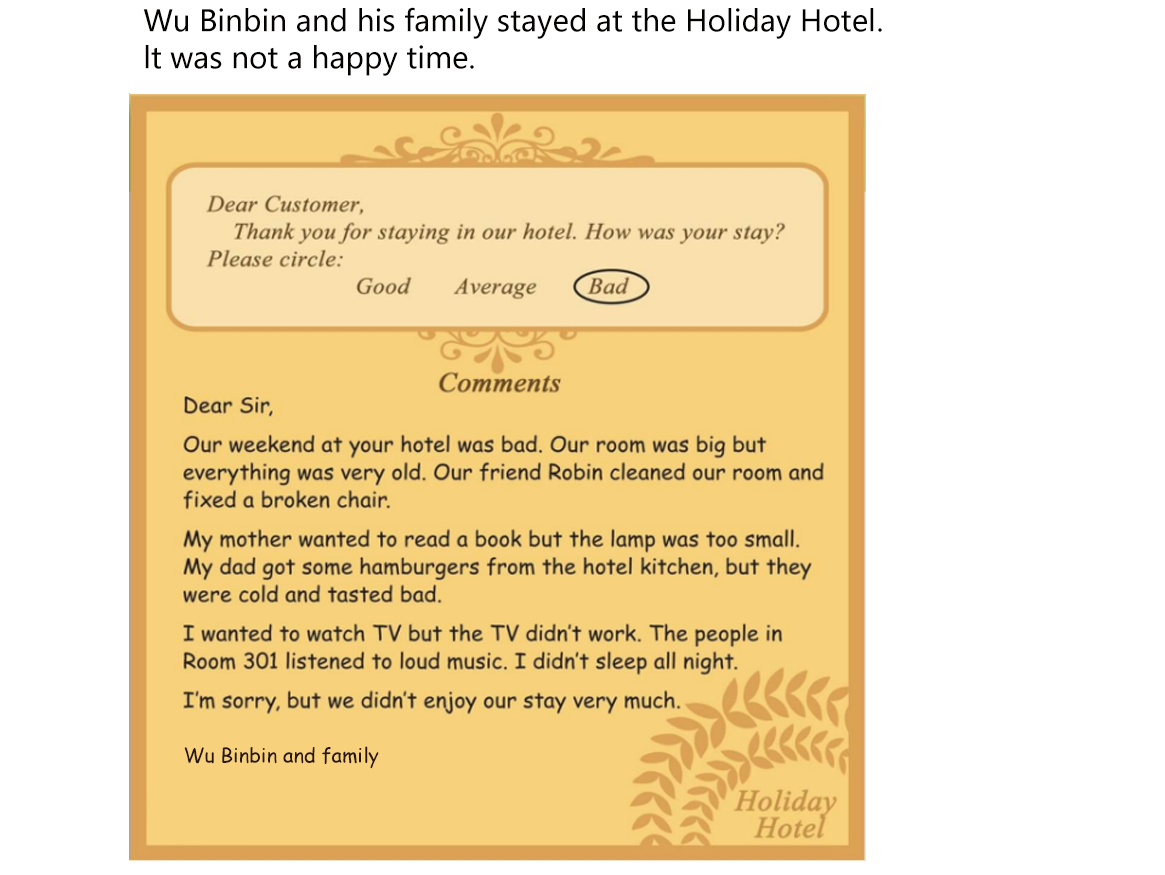 Wu Binbin and his family stayed at the Holiday Hotel.
It was not a happy time.
Dear Customer,
Thank you for staying in our hotel. How was your stay?
Please circle:
Good Average Bad
Comments
Dear Sir,
Our weekend at your hotel was bad. Our room was big but
everything was very old. Our friend Robin cleaned our room and
fixed a broken chair.
My mother wanted to read a book but the lamp was too small.
My dad got some hamburgers from the hotel kitchen, but they
were cold and tasted bad.
I wanted to watch TV but the TV didn't work. The people in
Room 301 listened to loud music. I didn't sleep all night.
I'm sorry, but we didn't enjoy our stay very much.
Wu Binbin and family
Holiday
Hotel